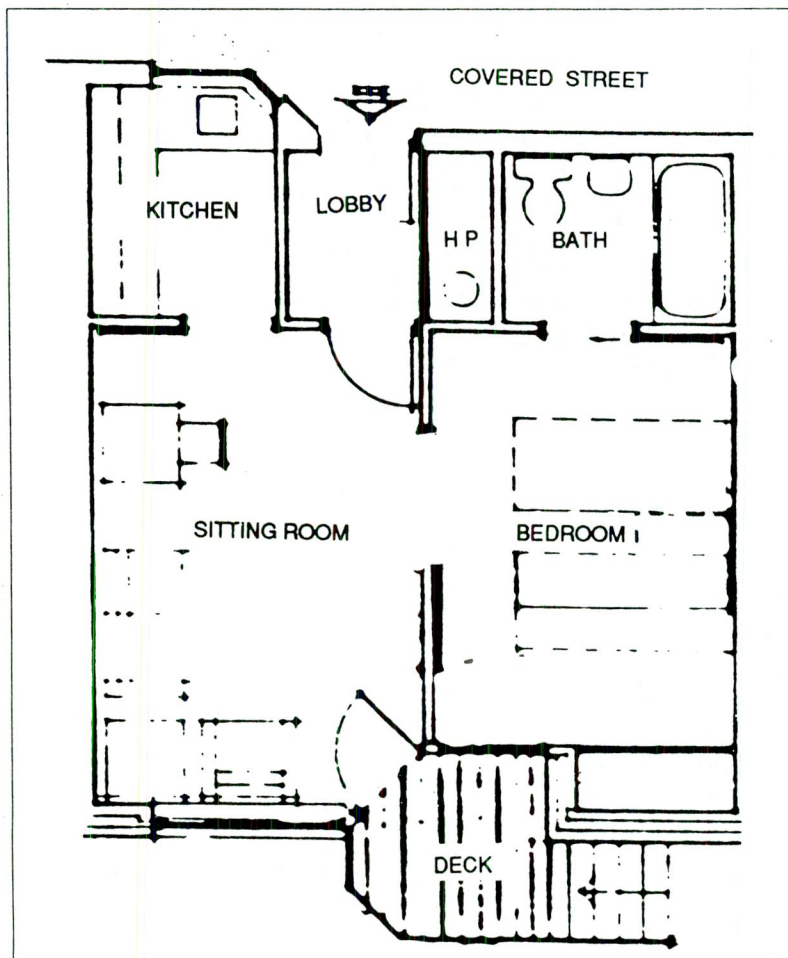 COVERED STREET
KITCHEN
LOBBY
H P
BATH
SITTING ROOM
BEDROOM
DECK